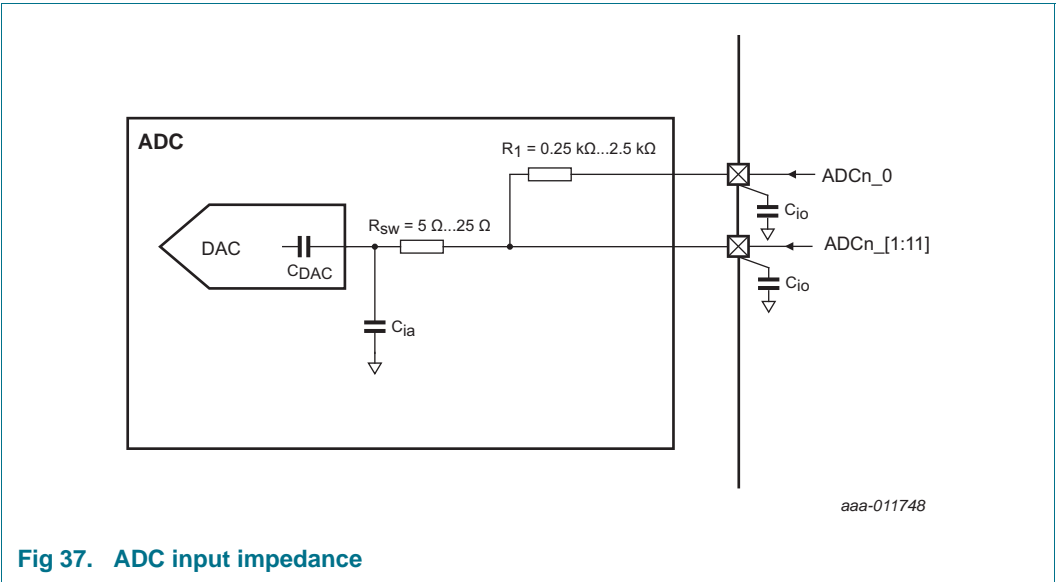 ADC
R1 = 0.25 kΩ...2.5 kΩ
ADCn_0
Cio
Rsw = 5 Ω...25 Ω
DAC
CDAC
ADCn_[1:11]
Cio
Cia
aaa-011748
Fig 37. ADC input impedance